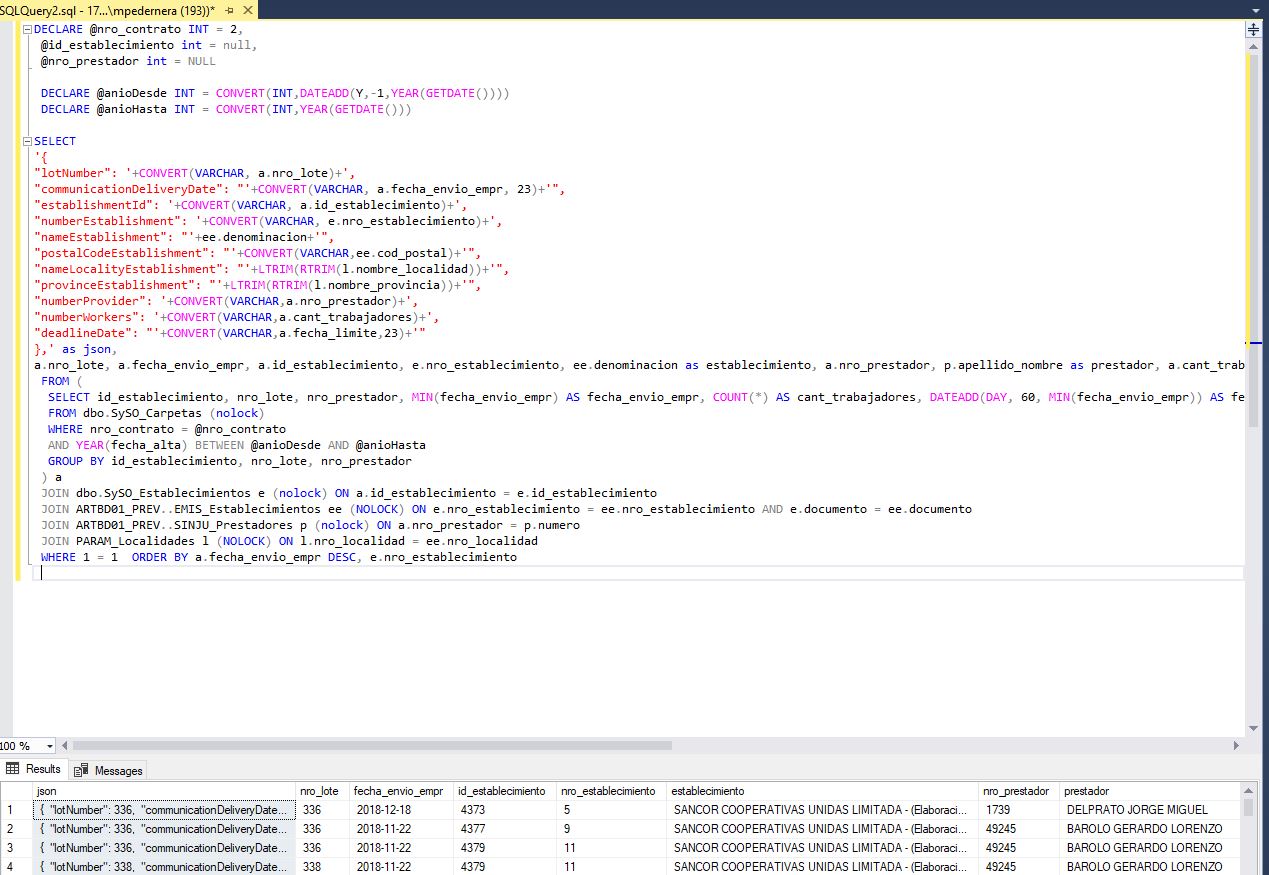 SQLQuery2.sql - 17...\mpedernera (193))*
DECLARE @nro_contrato INT = 2,
@id_establecimiento int = null,
@nro_prestador int = NULL
DECLARE @anioDesde INT = CONVERT(INT,DATEADD(Y,-1,YEAR(GETDATE())))
DECLARE @anioHasta INT = CONVERT(INT,YEAR(GETDATE()))
SELECT
'{
"lotNumber": '+CONVERT(VARCHAR, a.nro_lote)+',
"communicationDeliveryDate": "'+CONVERT(VARCHAR, a.fecha_envio_empr, 23)+'",
"establishmentId": '+CONVERT(VARCHAR, a.id_establecimiento)+',
"numberEstablishment": '+CONVERT(VARCHAR, e.nro_establecimiento)+',
"nameEstablishment": "'+ee.denominacion+'",
"postalCodeEstablishment": "'+CONVERT(VARCHAR,ee.cod_postal)+'",
"nameLocalityEstablishment": "'+LTRIM(RTRIM(l.nombre_localidad))+'",
"provinceEstablishment": "'+LTRIM(RTRIM(l.nombre_provincia))+'",
"numberProvider": '+CONVERT(VARCHAR,a.nro_prestador)+',
"numberWorkers": '+CONVERT(VARCHAR,a.cant_trabajadores)+',
"deadlineDate": "'+CONVERT(VARCHAR,a.fecha_limite,23)+'"
},' as json,
a.nro_lote, a.fecha_envio_empr, a.id_establecimiento, e.nro_establecimiento, ee.denominacion as establecimiento, a.nro_prestador, p.apellido_nombre as prestador, a.cant_trab
FROM (
SELECT id_establecimiento, nro_lote, nro_prestador, MIN(fecha_envio_empr) AS fecha_envio_empr, COUNT(*) AS cant_trabajadores, DATEADD(DAY, 60, MIN(fecha_envio_empr)) AS fe
FROM dbo.SySO_Carpetas (nolock)
WHERE nro_contrato = @nro_contrato
AND YEAR(fecha_alta) BETWEEN @anioDesde AND @anioHasta
GROUP BY id_establecimiento, nro_lote, nro_prestador
) a
JOIN dbo.SySO_Establecimientos e (nolock) ON a.id_establecimiento = e.id_establecimiento
JOIN ARTBD01_PREV..EMIS_Establecimientos ee (NOLOCK) ON e.nro_establecimiento = ee.nro_establecimiento AND e.documento = ee.documento
JOIN ARTBD01_PREV..SINJU_Prestadores p (nolock) ON a.nro_prestador = p.numero
JOIN PARAM_Localidades l (NOLOCK) ON l.nro_localidad = ee.nro_localidad
WHERE 1 = 1  ORDER BY a.fecha_envio_empr DESC, e.nro_establecimiento
100 %
Results Messages
json nro_lote fecha_envio_empr id_establecimiento nro_establecimiento establecimiento nro_prestador prestador
1 { "lotNumber": 336, "communicationDeliveryDate... 336 2018-12-18 4373 5 SANCOR COOPERATIVAS UNIDAS LIMITADA - (Elaboraci... 1739 DELPRATO JORGE MIGUEL
2 { "lotNumber": 336, "communicationDeliveryDate... 336 2018-11-22 4377 9 SANCOR COOPERATIVAS UNIDAS LIMITADA - (Elaboraci... 49245 BAROLO GERARDO LORENZO
3 { "lotNumber": 336, "communicationDeliveryDate... 336 2018-11-22 4379 11 SANCOR COOPERATIVAS UNIDAS LIMITADA - (Elaboraci... 49245 BAROLO GERARDO LORENZO
4 { "lotNumber": 338, "communicationDeliveryDate... 338 2018-11-22 4379 11 SANCOR COOPERATIVAS UNIDAS LIMITADA - (Elaboraci... 49245 BAROLO GERARDO LORENZO